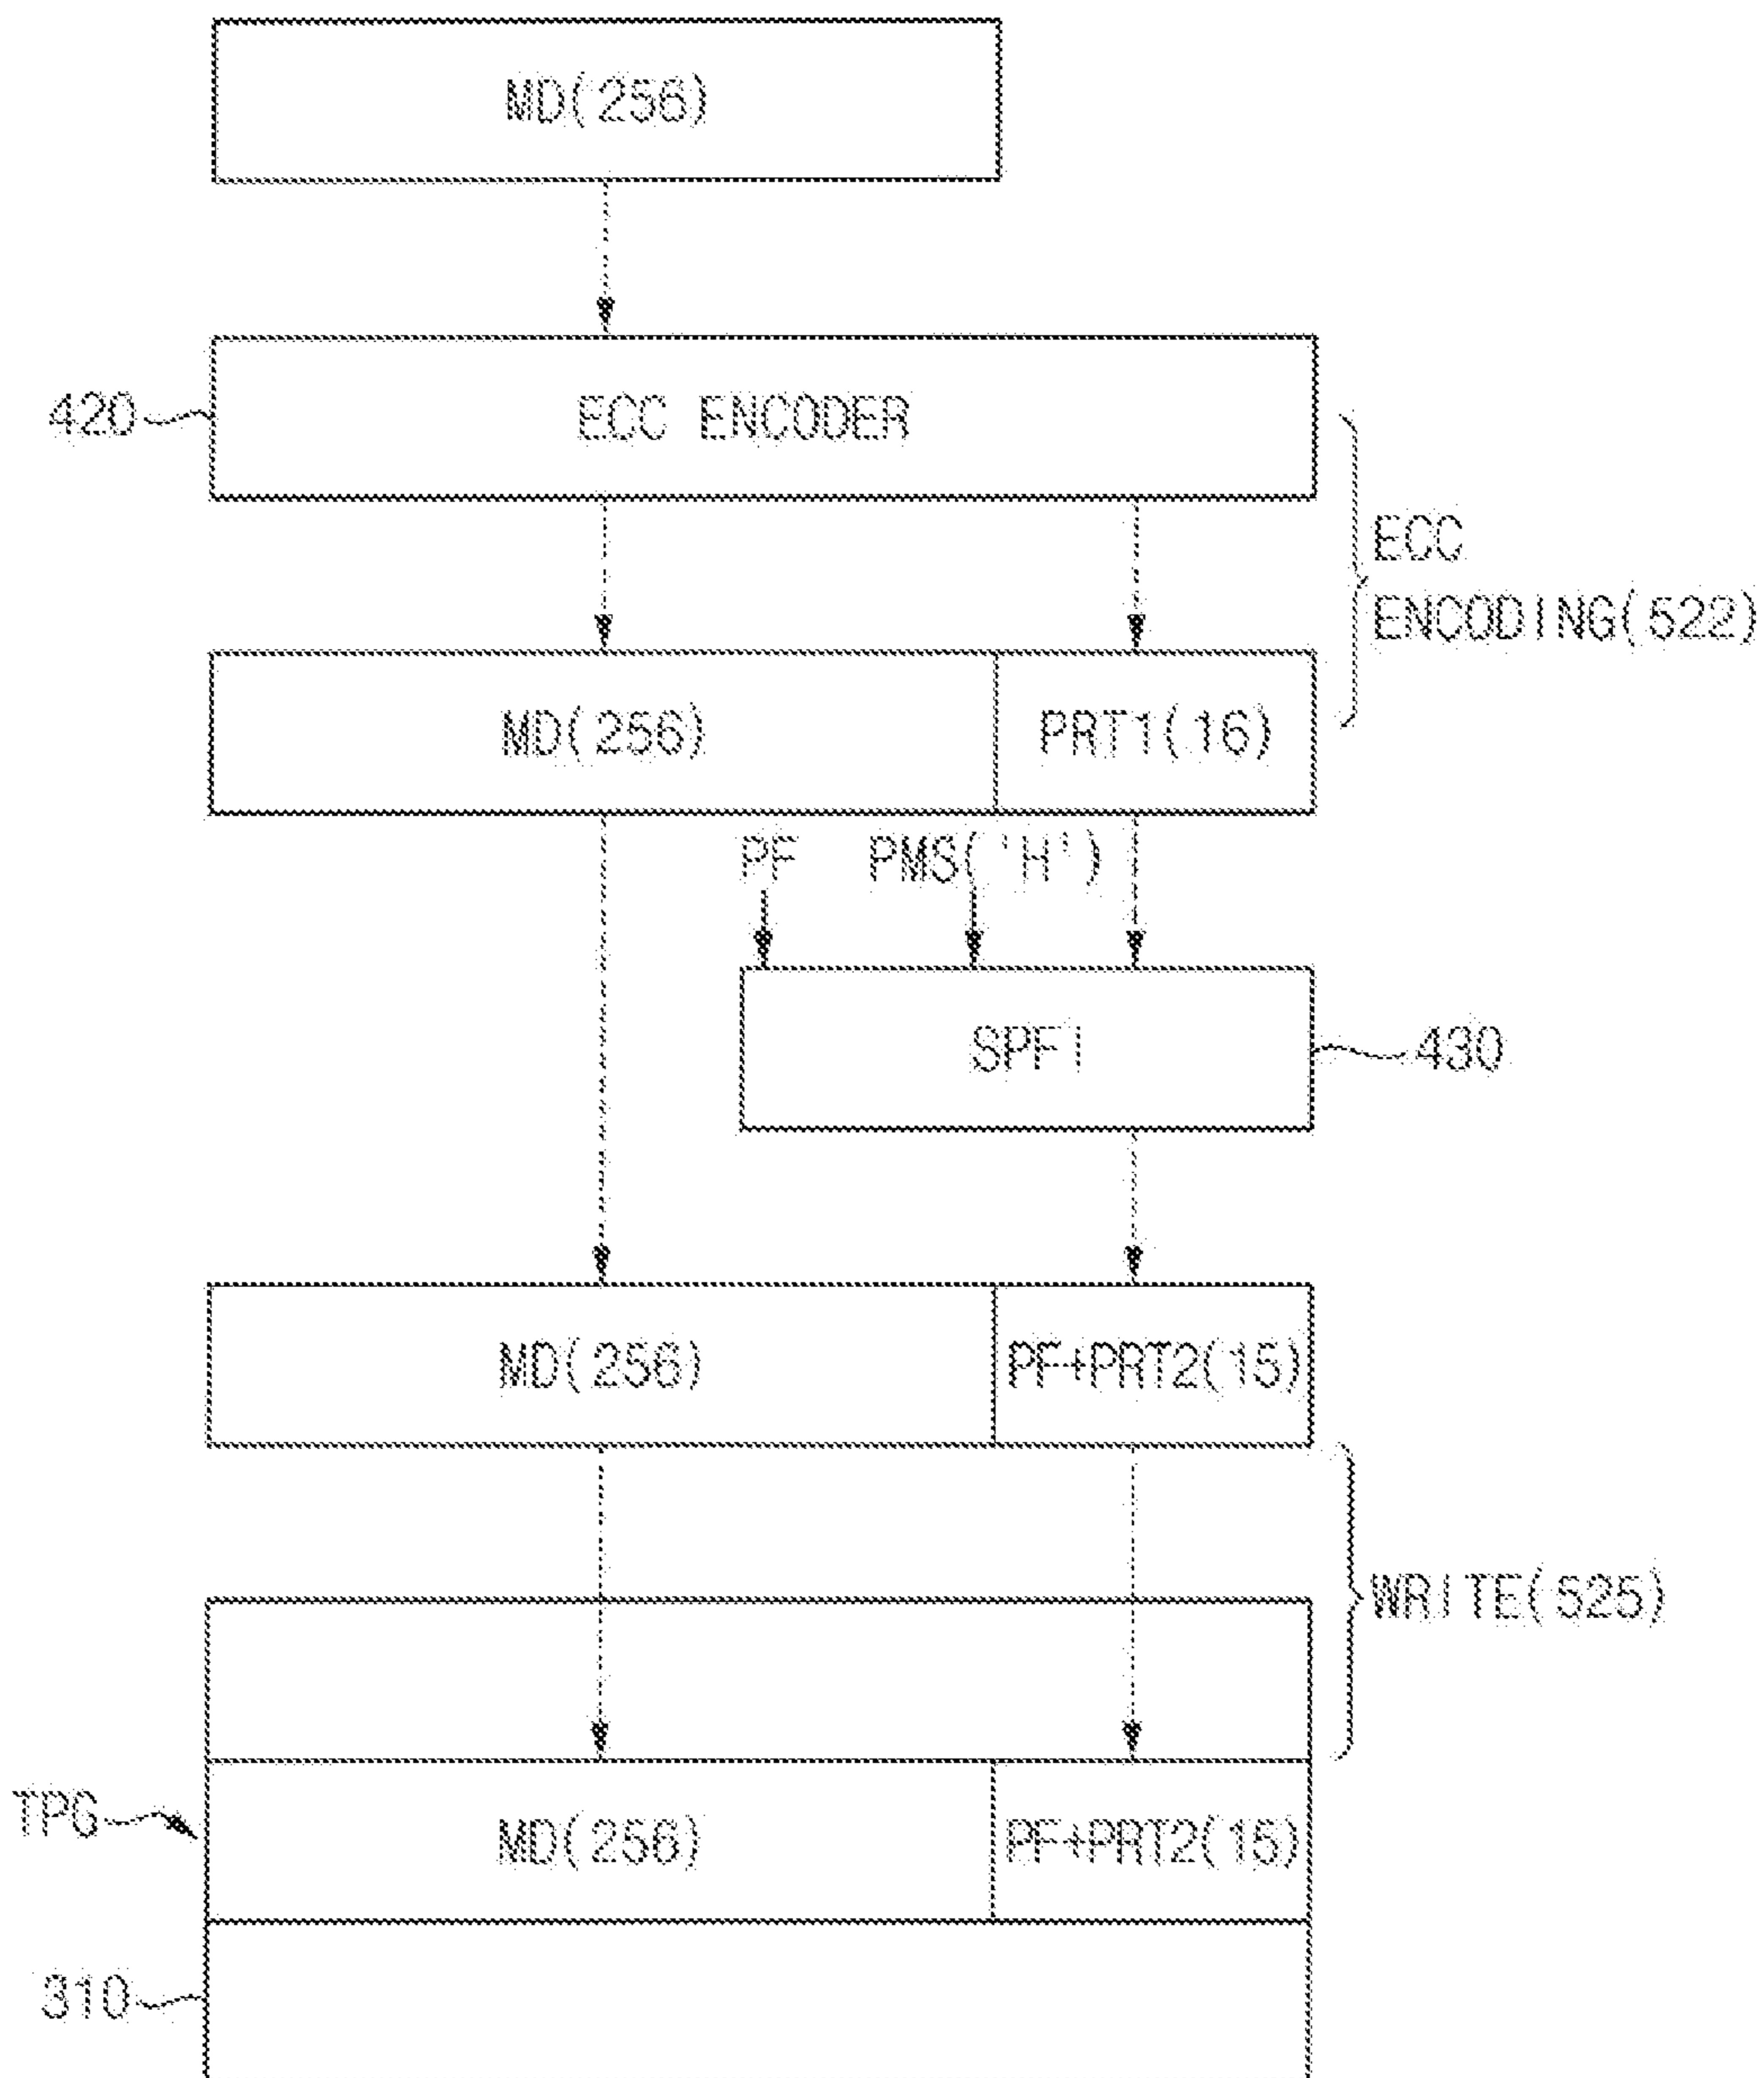 MD(256)
420
ECC ENCODER
ECC
ENCODING(522)
MD(256)
PRT1(16)
PF
PMS('H')
SPFI
430
MD(256)
PF+PRT2(15)
WRITE(525)
TPG
MD(256)
PF+PRT2(15)
310